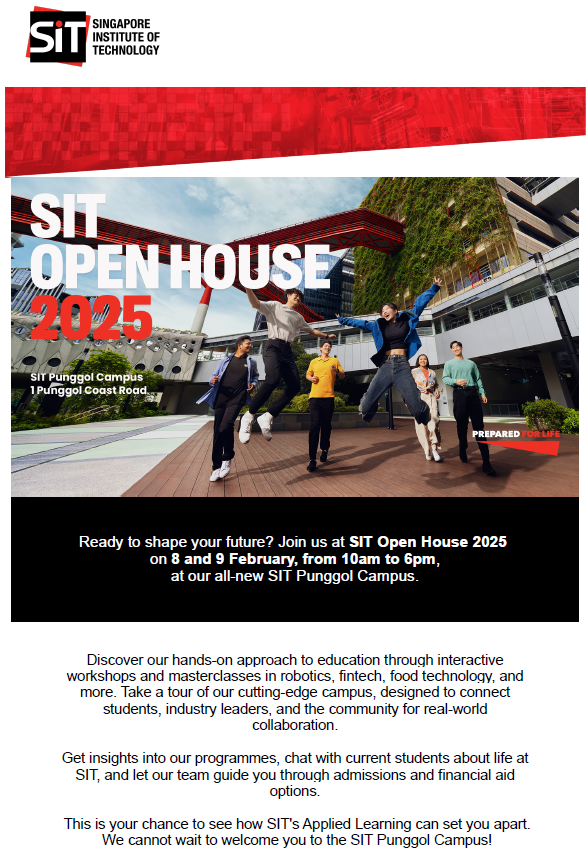 SiT
SINGAPORE
INSTITUTE OF
TECHNOLOGY
SIT
OPEN HOUSE
2025
SIT Punggol Campus
1 Punggol Coast Road
PREPARED FOR LIFE
Ready to shape your future? Join us at SIT Open House 2025
on 8 and 9 February, from 10am to 6pm,
at our all-new SIT Punggol Campus.
Discover our hands-on approach to education through interactive
workshops and masterclasses in robotics, fintech, food technology, and
more. Take a tour of our cutting-edge campus, designed to connect
students, industry leaders, and the community for real-world
collaboration.
Get insights into our programmes, chat with current students about life at
SIT, and let our team guide you through admissions and financial aid
options.
This is your chance to see how SIT's Applied Learning can set you apart.
We cannot wait to welcome you to the SIT Punggol Campus!